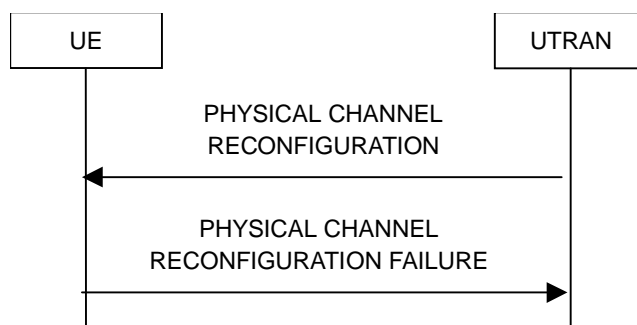 UE
UTRAN
PHYSICAL CHANNEL
RECONFIGURATION
PHYSICAL CHANNEL
RECONFIGURATION FAILURE